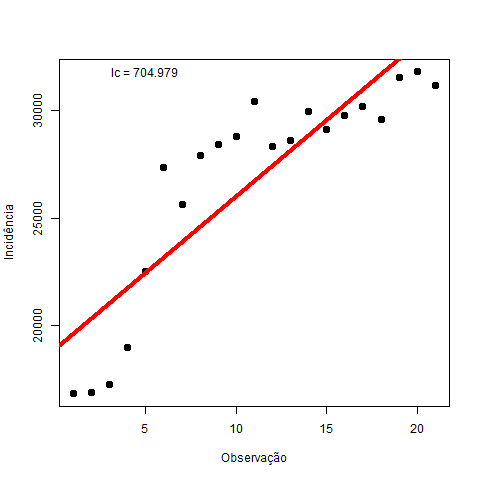 Ic = 704.979
30000
25000
20000
Incidência
5 10 15 20
Observação